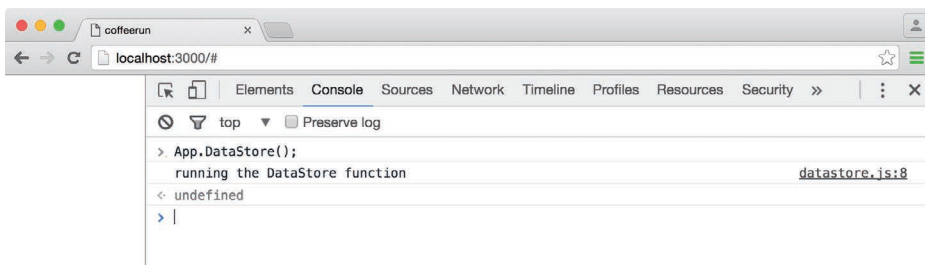 coffeerun
localhost:3000/#
Elements Console Sources Network Timeline Profiles Resources Security »
top Preserve log
> App.DataStore();
running the DataStore function datastore.js:8
<· undefined
>